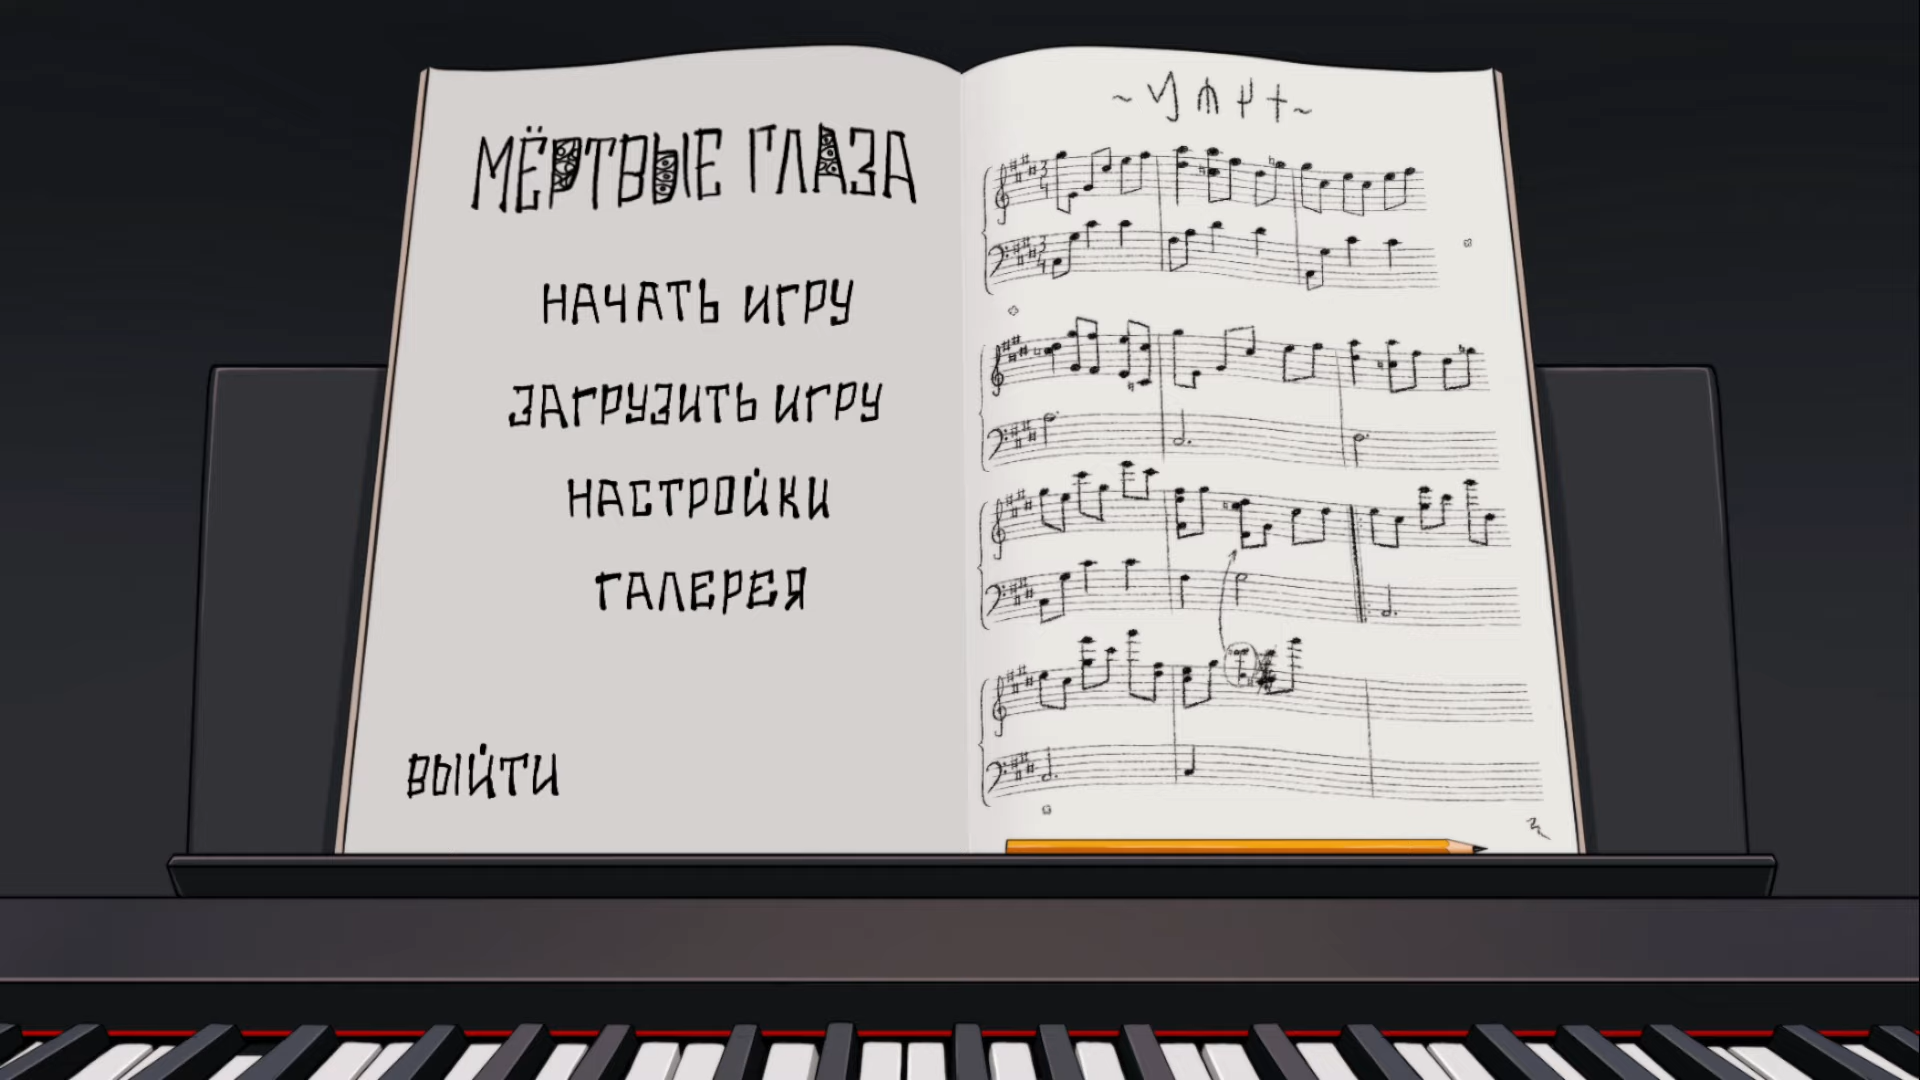 МЁРТВЫЕ ГЛАЗА
НАЧАТЬ ИГРУ
ЗАГРУЗИТЬ ИГРУ
НАСТРОЙКИ
ГАЛЕРЕЯ
ВЫЙТИ